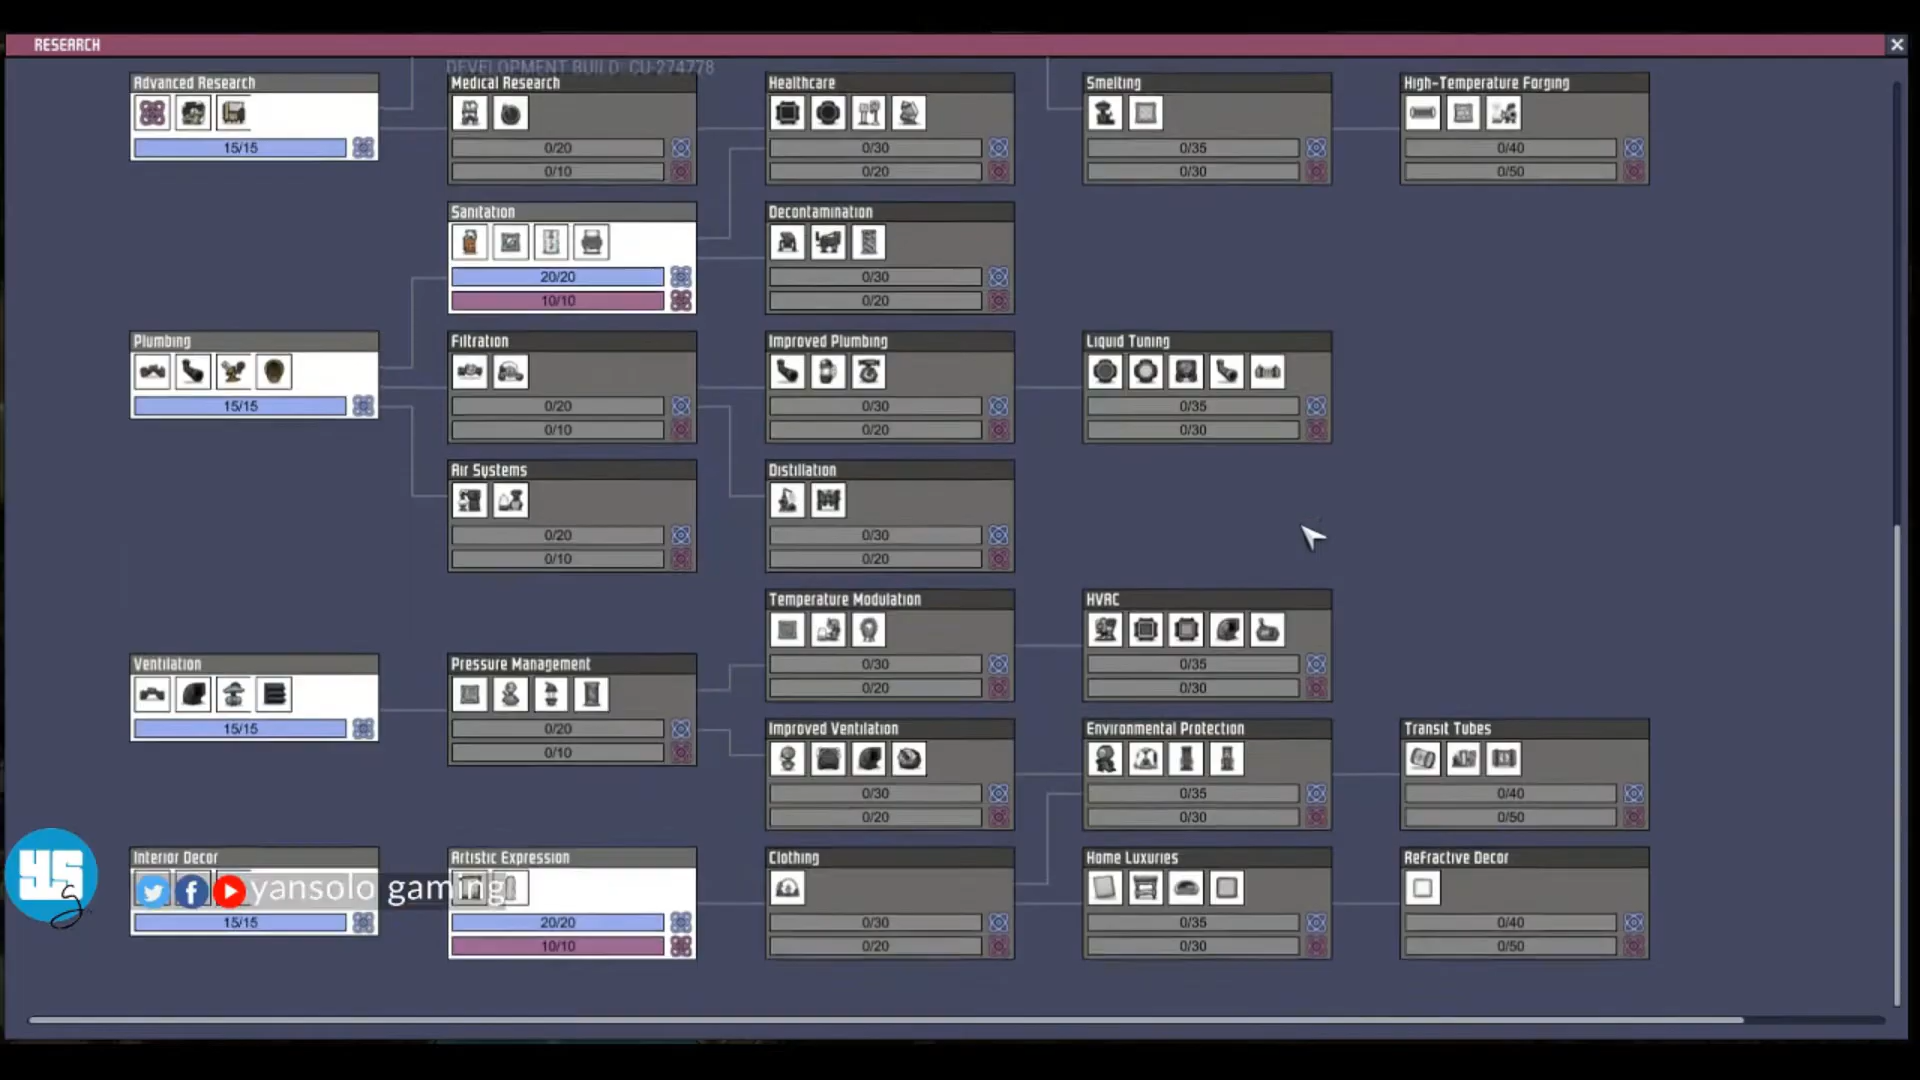 RESEARCH
DEVELOPMENT BUILD: CU-274778
Advanced Research
15/15
Medical Research
0/20
0/10
Healthcare
0/30
0/20
Smelting
0/35
0/30
High-Temperature Forging
0/40
0/50
Sanitation
20/20
10/10
Decontamination
0/30
0/20
Plumbing
15/15
Filtration
0/20
0/10
Improved Plumbing
0/30
0/20
Liquid Tuning
0/35
0/30
Air Systems
0/20
0/10
Distillation
0/30
0/20
Temperature Modulation
0/30
0/20
HVAC
0/35
0/30
Ventilation
15/15
Pressure Management
0/20
0/10
Improved Ventilation
0/30
0/20
Environmental Protection
0/35
0/30
Transit Tubes
0/40
0/50
Interior Decor
15/15
Artistic Expression
20/20
10/10
Clothing
0/30
0/20
Home Luxuries
0/35
0/30
Refractive Decor
0/40
0/50
YSg
yansolo gaming